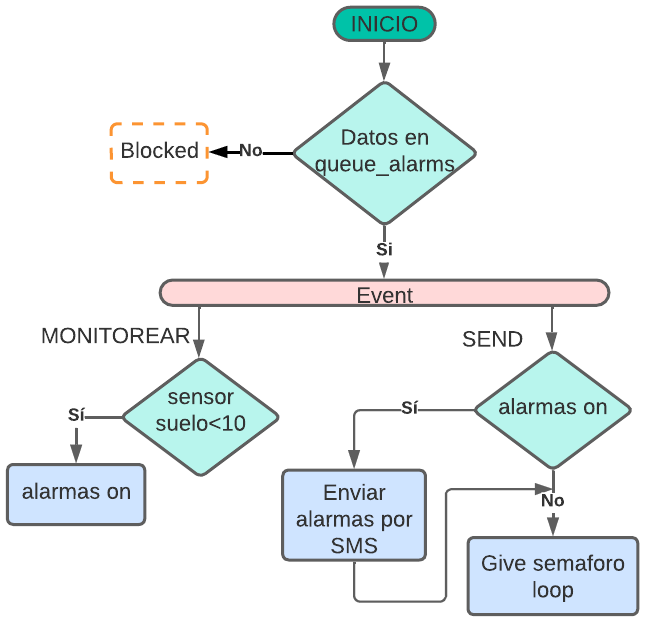 INICIO
Datos en
queue_alarms
No
Blocked
Si
Event
MONITOREAR
SEND
sensor
suelo<10
Sí
alarmas on
alarmas on
Sí
Enviar
alarmas por
SMS
No
Give semaforo
loop